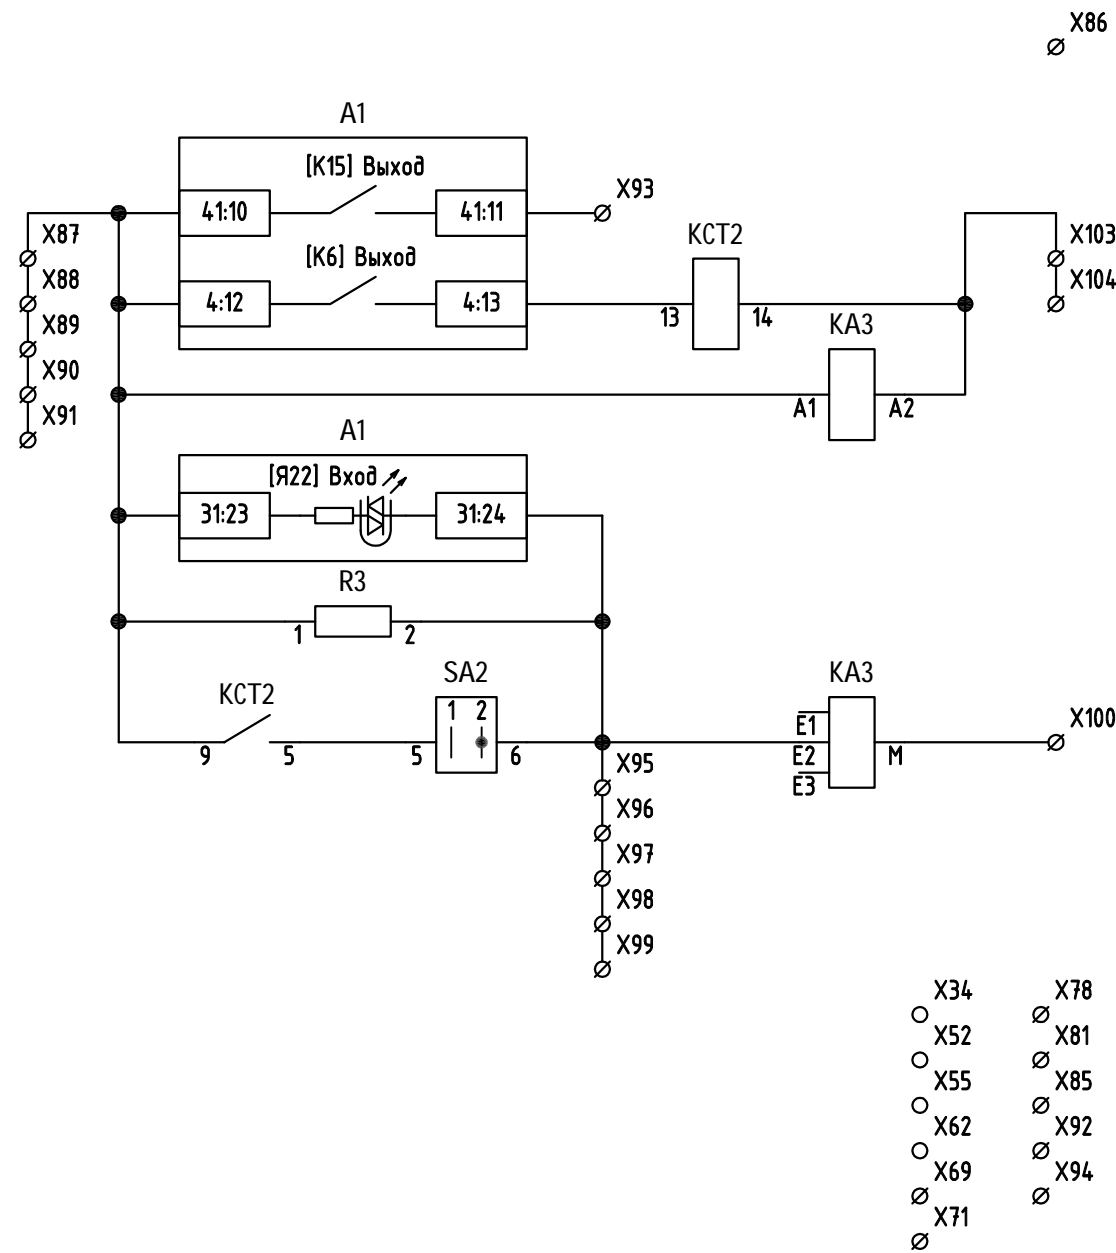 X86
A1
[K15] Выход
41:10
41:11
X93
X87
[K6] Выход
KCT2
X103
X88
4:12
4:13
13
14
X104
X89
KA3
X90
X91
A1
A2
A1
[Я22] Вход
31:23
31:24
R3
1
2
KCT2
SA2
KA3
1 2
X100
9
5
5
6
E1
E2
E3
M
X95
X96
X97
X98
X99
X34
X78
X52
X81
X55
X85
X62
X92
X69
X94
X71